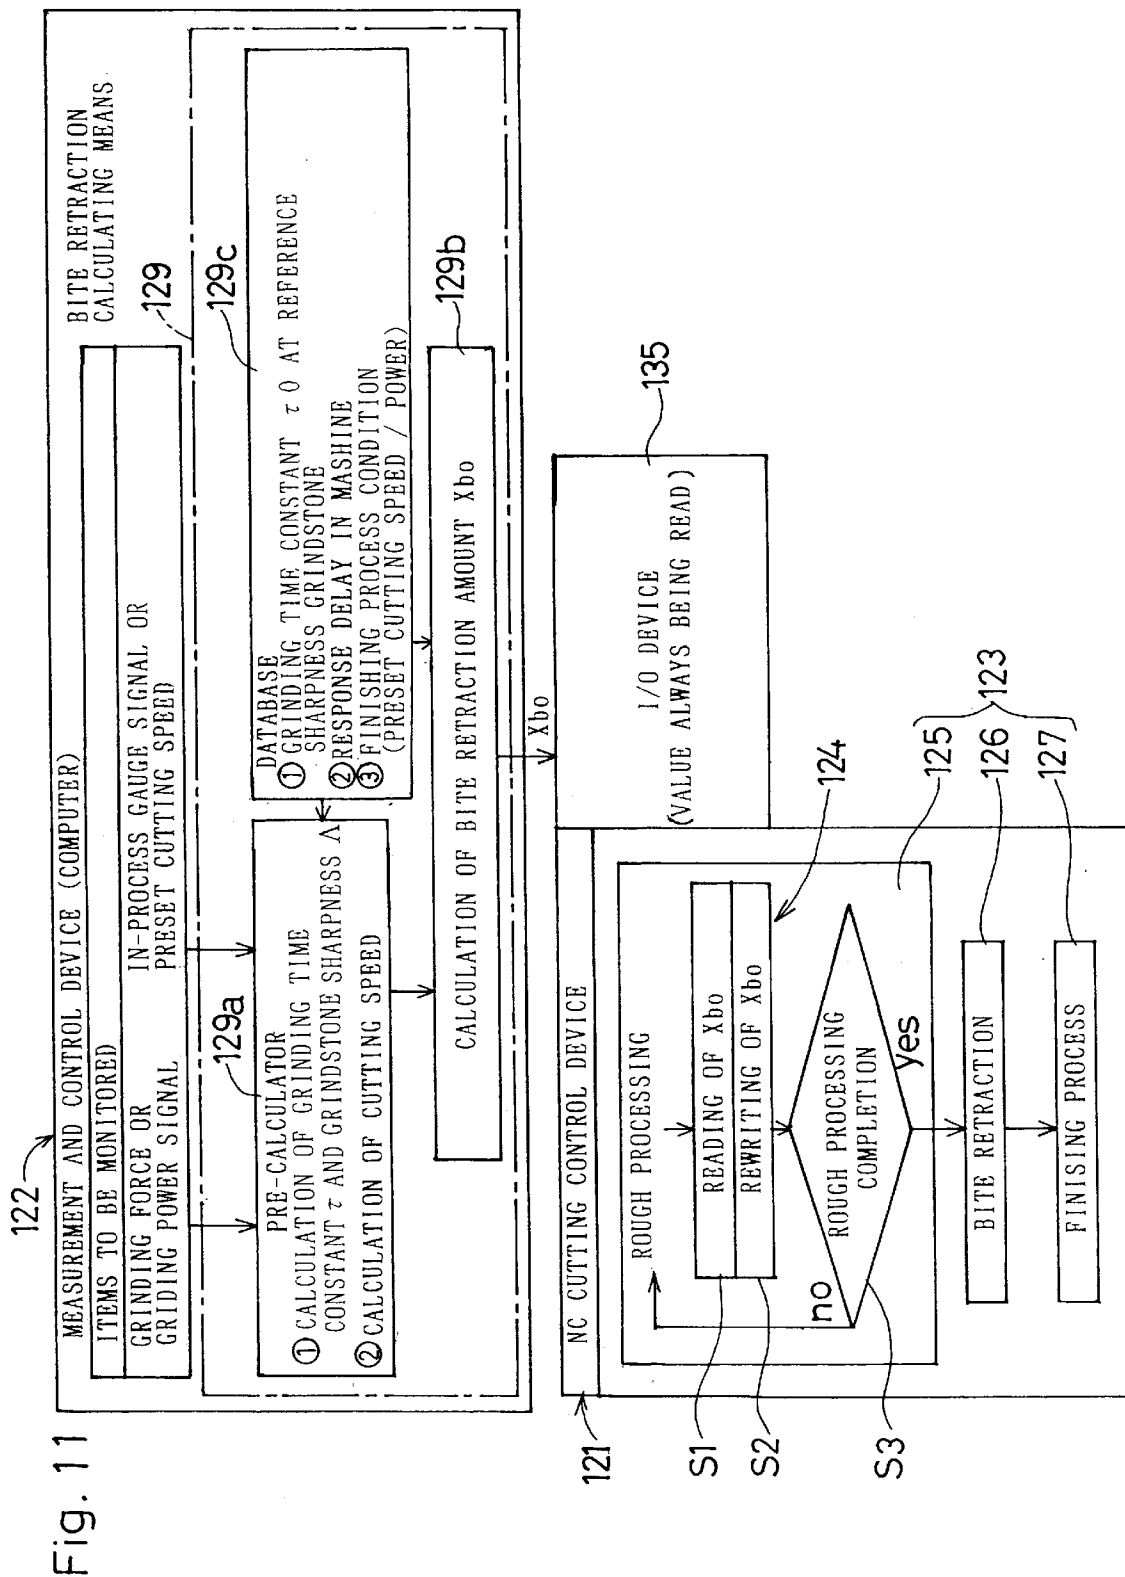 Fig. 11
122
MEASUREMENT AND CONTROL DEVICE (COMPUTER)
ITEMS TO BE MONITORED
GRINDING FORCE OR
GRIDING POWER SIGNAL
IN-PROCESS GAUGE SIGNAL OR
PRESET CUTTING SPEED
BITE RETRACTION
CALCULATING MEANS
129
129a
PRE-CALCULATOR
① CALCULATION OF GRINDING TIME
CONSTANT τ AND GRINDSTONE SHARPNESS Λ
② CALCULATION OF CUTTING SPEED
129c
DATABASE
① GRINDING TIME CONSTANT τ 0 AT REFERENCE
SHARPNESS GRINDSTONE
② RESPONSE DELAY IN MASHINE
③ FINISHING PROCESS CONDITION
(PRESET CUTTING SPEED / POWER)
129b
CALCULATION OF BITE RETRACTION AMOUNT Xbo
Xbo
121
NC CUTTING CONTROL DEVICE
I/O DEVICE
(VALUE ALWAYS BEING READ)
135
ROUGH PROCESSING
S1
READING OF Xbo
S2
REWRITING OF Xbo
124
S3
no
ROUGH PROCESSING
COMPLETION
yes
125
BITE RETRACTION
126
123
FINISING PROCESS
127